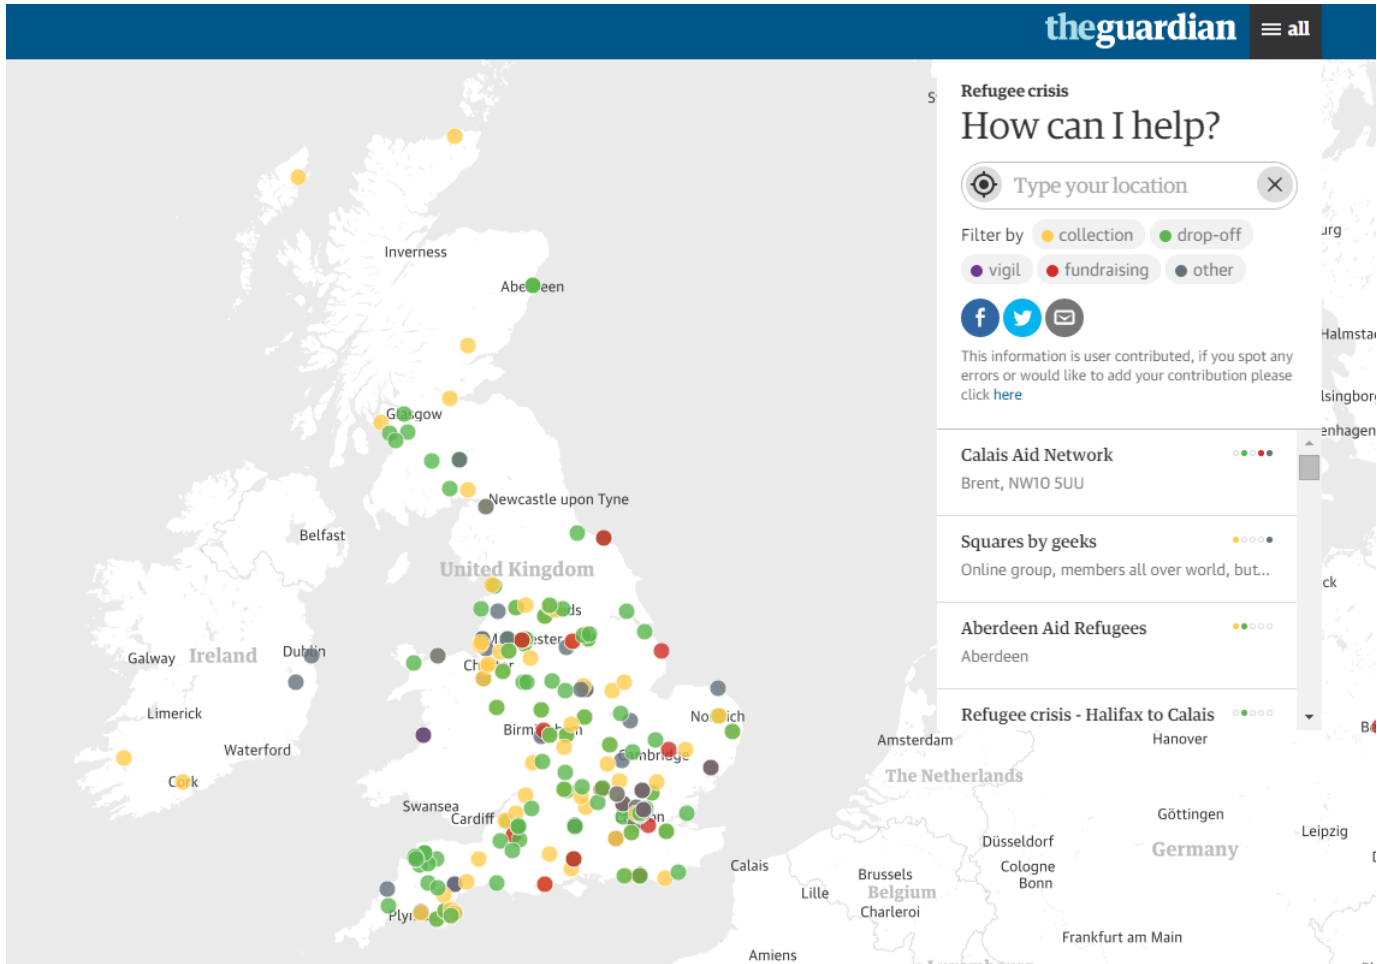 theguardian
all
Refugee crisis
How can I help?
Type your location
Filter by collection drop-off
vigil fundraising other
This information is user contributed, if you spot any
errors or would like to add your contribution please
click here
Calais Aid Network
Brent, NW10 5UU
Squares by geeks
Online group, members all over world, but...
Aberdeen Aid Refugees
Aberdeen
Refugee crisis - Halifax to Calais
Inverness
Glasgow
Newcastle upon Tyne
Belfast
United Kingdom
Dublin
Galway
Ireland
Limerick
Waterford
Cork
Cambridge
Swansea
Cardiff
Calais
Lille
Amiens
Amsterdam
The Netherlands
Hanover
Göttingen
Düsseldorf
Cologne
Bonn
Leipzig
Germany
Brussels
Belgium
Charleroi
Frankfurt am Main